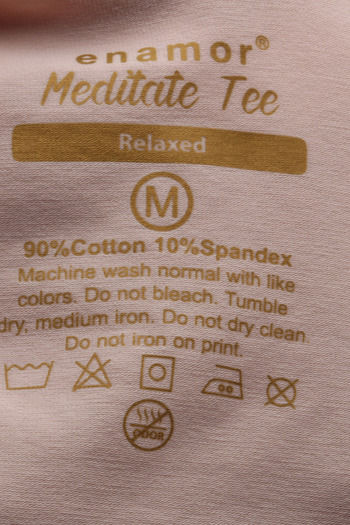 enamor®
Meditate Tee
Relaxed
M
90%Cotton 10%Spandex
Machine wash normal with like
colors. Do not bleach. Tumble
dry, medium iron. Do not dry clean
Do not iron on print.
ODOR